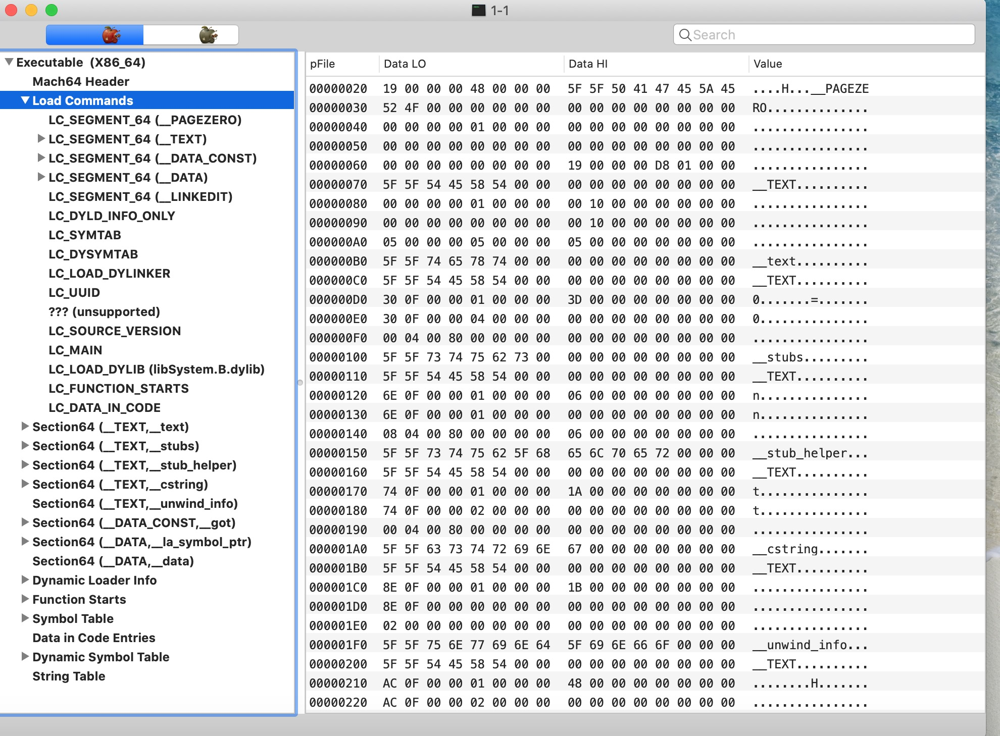 1-1
Search
Executable (X86_64)
Mach64 Header
Load Commands
LC_SEGMENT_64 (__PAGEZERO)
LC_SEGMENT_64 (__TEXT)
LC_SEGMENT_64 (__DATA_CONST)
LC_SEGMENT_64 (__DATA)
LC_SEGMENT_64 (__LINKEDIT)
LC_DYLD_INFO_ONLY
LC_SYMTAB
LC_DYSYMTAB
LC_LOAD_DYLINKER
LC_UUID
??? (unsupported)
LC_SOURCE_VERSION
LC_MAIN
LC_LOAD_DYLIB (libSystem.B.dylib)
LC_FUNCTION_STARTS
LC_DATA_IN_CODE
Section64 (__TEXT,__text)
Section64 (__TEXT,__stubs)
Section64 (__TEXT,__stub_helper)
Section64 (__TEXT,__cstring)
Section64 (__TEXT,__unwind_info)
Section64 (__DATA_CONST,__got)
Section64 (__DATA,__la_symbol_ptr)
Section64 (__DATA,__data)
Dynamic Loader Info
Function Starts
Symbol Table
Data in Code Entries
Dynamic Symbol Table
String Table
pFile Data LO Data HI Value
00000020 19 00 00 00 48 00 00 00 5F 5F 50 41 47 45 5A 45 ....H...__PAGEZE
00000030 52 4F 00 00 00 00 00 00 00 00 00 00 00 00 00 00 RO..............
00000040 00 00 00 00 01 00 00 00 00 00 00 00 00 00 00 00 ................
00000050 00 00 00 00 00 00 00 00 00 00 00 00 00 00 00 00 ................
00000060 00 00 00 00 00 00 00 00 19 00 00 00 D8 01 00 00 ................
00000070 5F 5F 54 45 58 54 00 00 00 00 00 00 00 00 00 00 __TEXT..........
00000080 00 00 00 00 01 00 00 00 00 10 00 00 00 00 00 00 ................
00000090 00 00 00 00 00 00 00 00 00 10 00 00 00 00 00 00 ................
000000A0 05 00 00 00 05 00 00 00 05 00 00 00 00 00 00 00 ................
000000B0 5F 5F 74 65 78 74 00 00 00 00 00 00 00 00 00 00 __text..........
000000C0 5F 5F 54 45 58 54 00 00 00 00 00 00 00 00 00 00 __TEXT..........
000000D0 30 0F 00 00 01 00 00 00 3D 00 00 00 00 00 00 00 0.......=.......
000000E0 30 0F 00 00 04 00 00 00 00 00 00 00 00 00 00 00 0...............
000000F0 00 04 00 80 00 00 00 00 00 00 00 00 00 00 00 00 ................
00000100 5F 5F 73 74 75 62 73 00 00 00 00 00 00 00 00 00 __stubs.........
00000110 5F 5F 54 45 58 54 00 00 00 00 00 00 00 00 00 00 __TEXT..........
00000120 6E 0F 00 00 01 00 00 00 06 00 00 00 00 00 00 00 n...............
00000130 6E 0F 00 00 01 00 00 00 00 00 00 00 00 00 00 00 n...............
00000140 08 04 00 80 00 00 00 00 06 00 00 00 00 00 00 00 ................
00000150 5F 5F 73 74 75 62 5F 68 65 6C 70 65 72 00 00 00 __stub_helper...
00000160 5F 5F 54 45 58 54 00 00 00 00 00 00 00 00 00 00 __TEXT..........
00000170 74 0F 00 00 01 00 00 00 1A 00 00 00 00 00 00 00 t...............
00000180 74 0F 00 00 02 00 00 00 00 00 00 00 00 00 00 00 t...............
00000190 00 04 00 80 00 00 00 00 00 00 00 00 00 00 00 00 ................
000001A0 5F 5F 63 73 74 72 69 6E 67 00 00 00 00 00 00 00 __cstring.......
000001B0 5F 5F 54 45 58 54 00 00 00 00 00 00 00 00 00 00 __TEXT..........
000001C0 8E 0F 00 00 01 00 00 00 1B 00 00 00 00 00 00 00 ................
000001D0 8E 0F 00 00 00 00 00 00 00 00 00 00 00 00 00 00 ................
000001E0 02 00 00 00 00 00 00 00 00 00 00 00 00 00 00 00 ................
000001F0 5F 5F 75 6E 77 69 6E 64 5F 69 6E 66 6F 00 00 00 __unwind_info...
00000200 5F 5F 54 45 58 54 00 00 00 00 00 00 00 00 00 00 __TEXT..........
00000210 AC 0F 00 00 01 00 00 00 48 00 00 00 00 00 00 00 ........H.......
00000220 AC 0F 00 00 02 00 00 00 00 00 00 00 00 00 00 00 ................